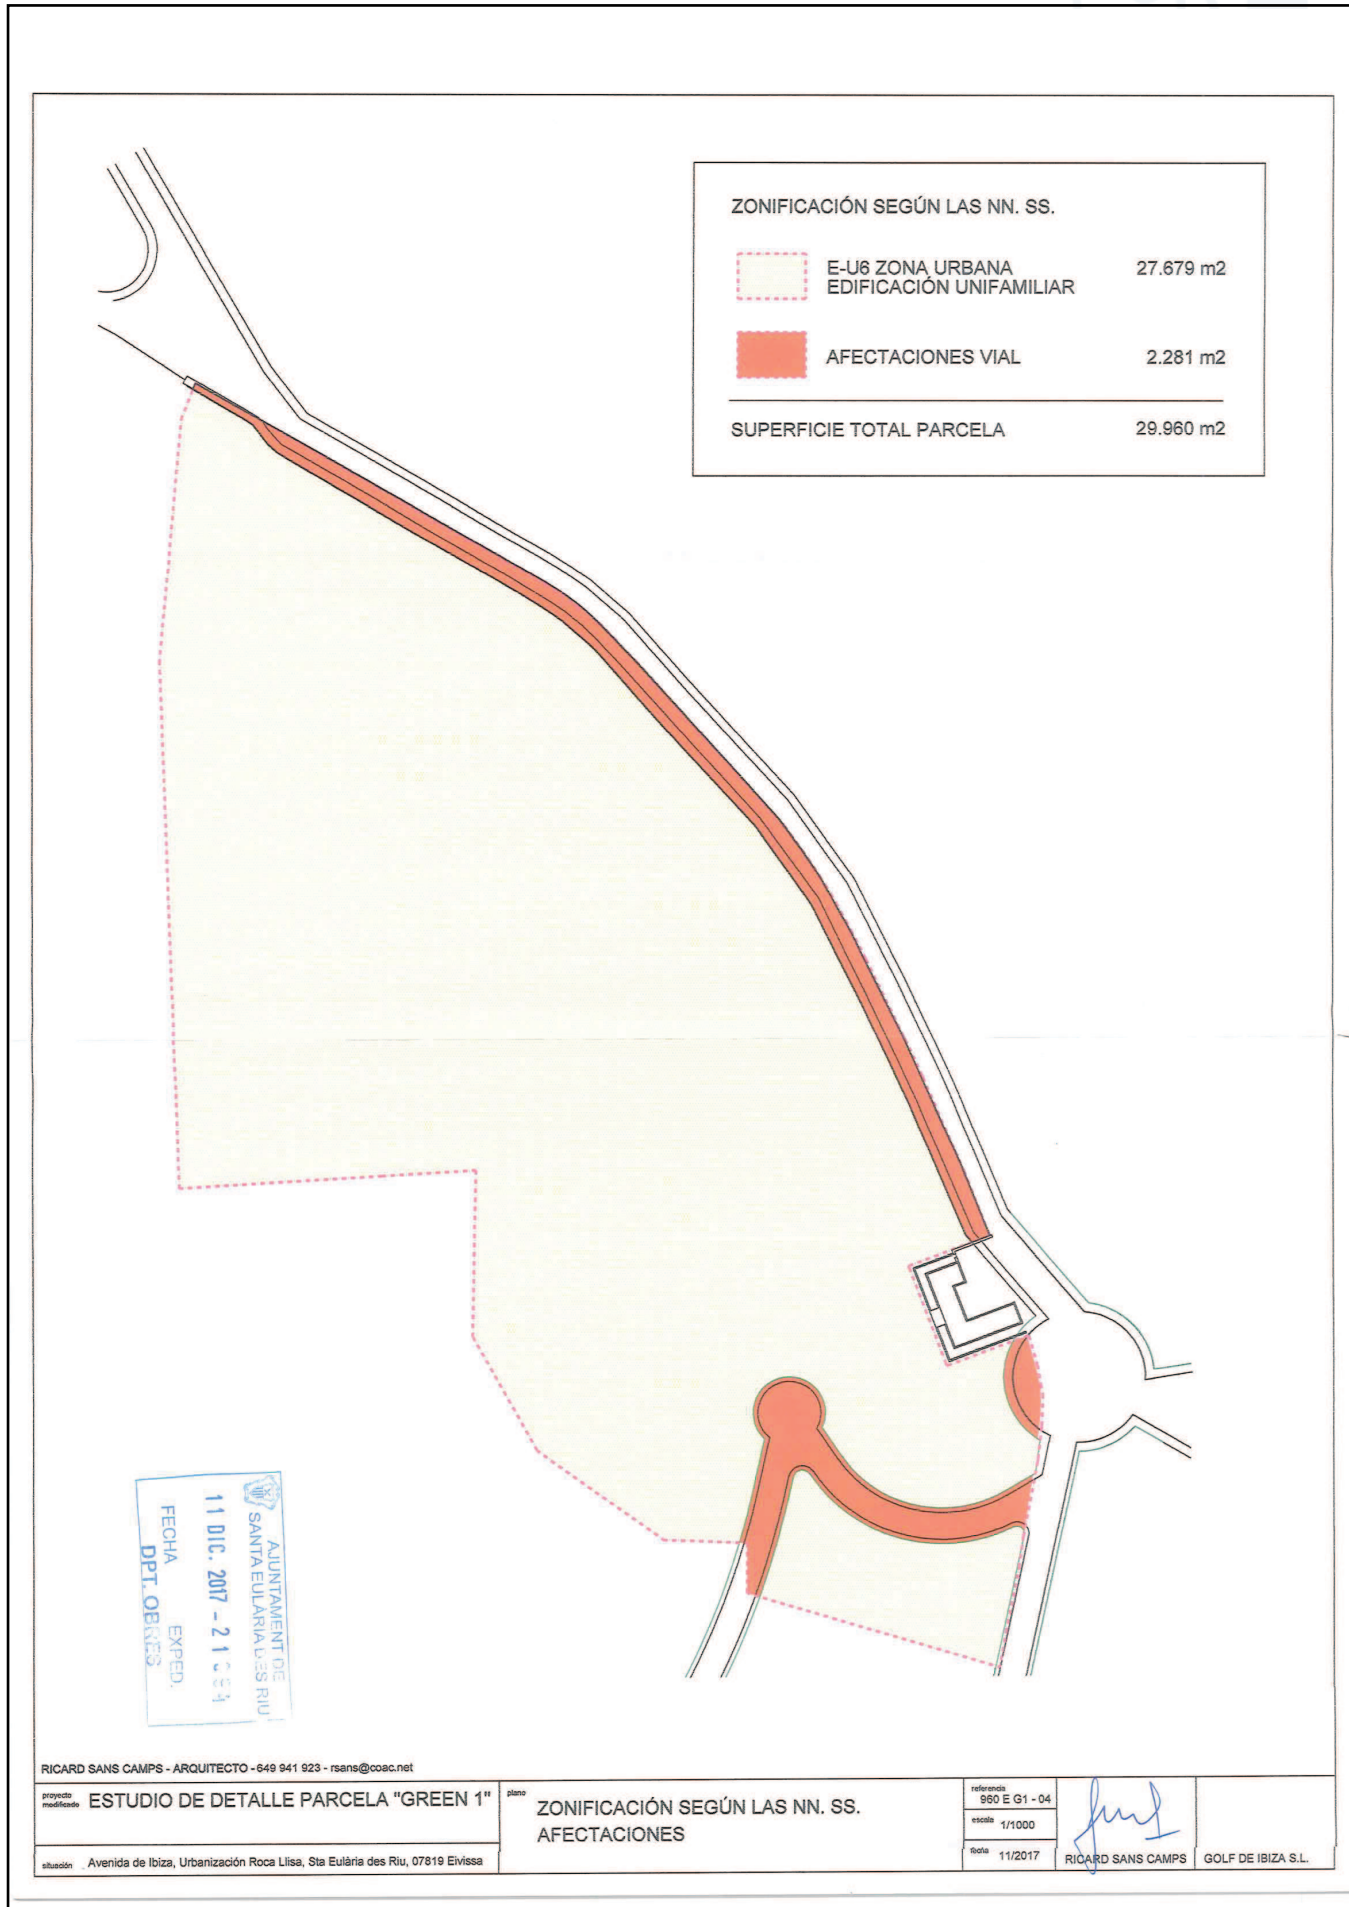 ZONIFICACIÓN SEGÚN LAS NN. SS.
E-U6 ZONA URBANA
EDIFICACIÓN UNIFAMILIAR
27.679 m2
AFECTACIONES VIAL
2.281 m2
SUPERFICIE TOTAL PARCELA
29.960 m2
AJUNTAMENT DE
SANTA EULÀRIA DES RIU
11 DIC. 2017 - 21
FECHA EXPED.
DPT. OBRES
RICARD SANS CAMPS - ARQUITECTO - 649 941 923 - rsans@coac.net
proyecto
modificado
ESTUDIO DE DETALLE PARCELA "GREEN 1"
situación
Avenida de Ibiza, Urbanización Roca Llisa, Sta Eulària des Riu, 07819 Eivissa
plano
ZONIFICACIÓN SEGÚN LAS NN. SS.
AFECTACIONES
referencia
960 E G1 - 04
escala 1/1000
fecha 11/2017
RICARD SANS CAMPS
GOLF DE IBIZA S.L.